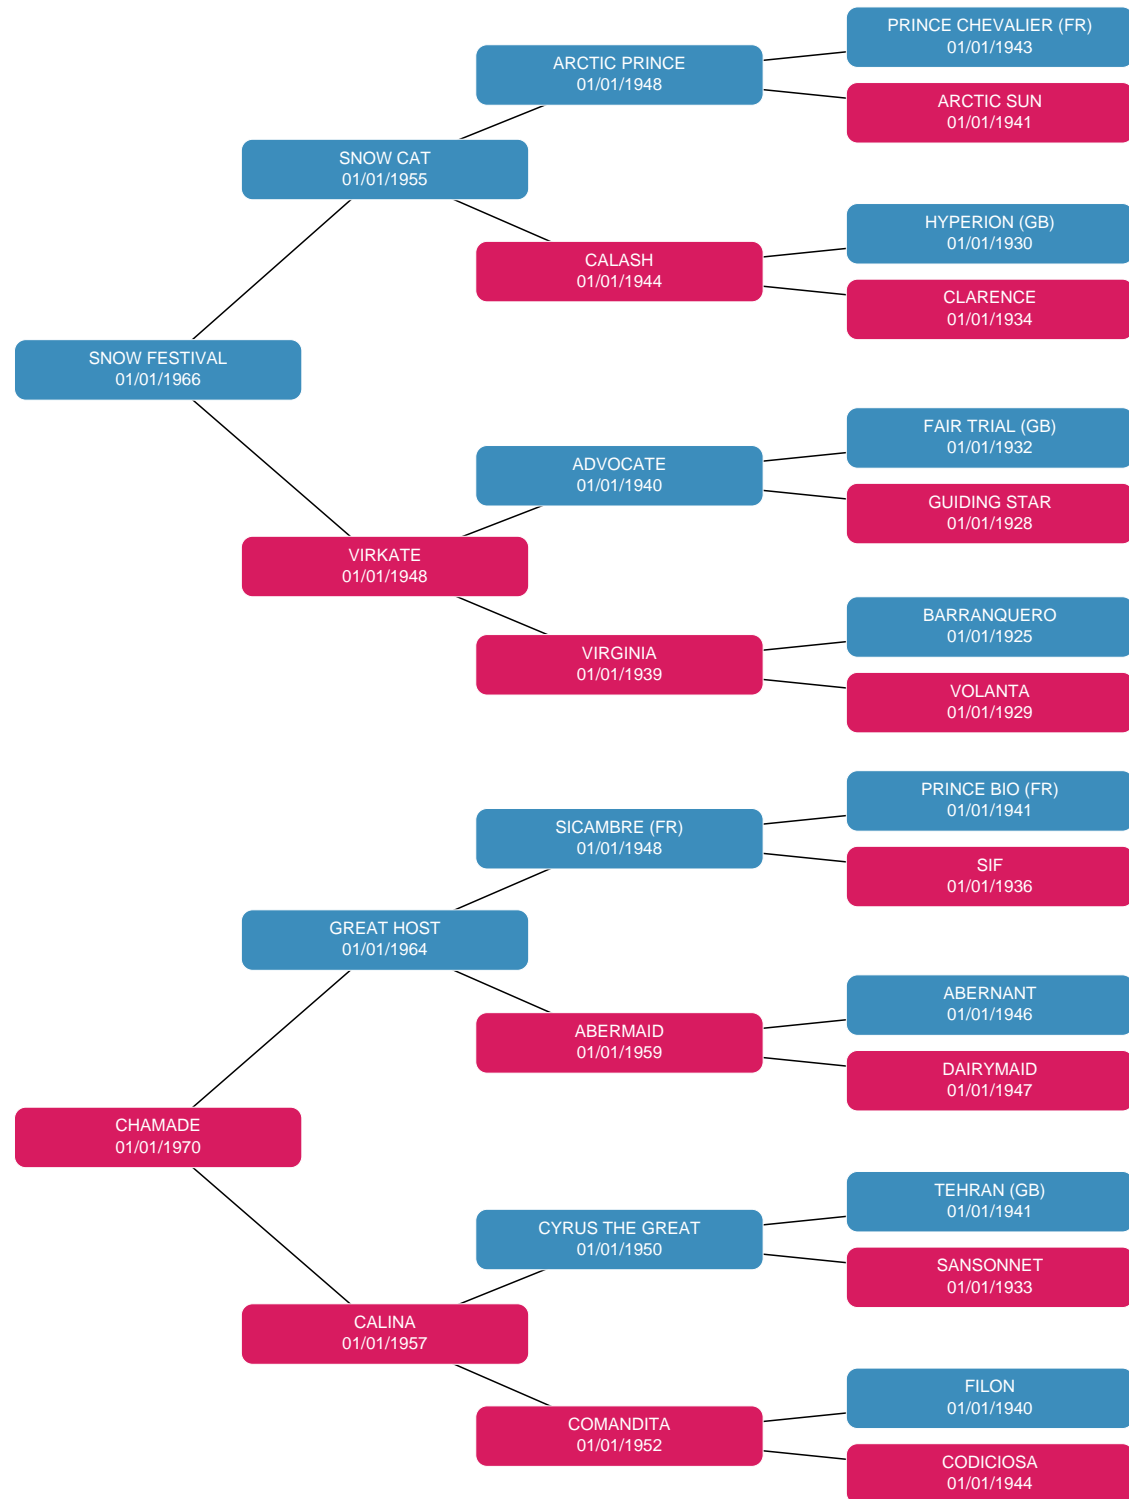 PRINCE CHEVALIER (FR)
01/01/1943
ARCTIC PRINCE
01/01/1948
ARCTIC SUN
01/01/1941
SNOW CAT
01/01/1955
HYPERION (GB)
01/01/1930
CALASH
01/01/1944
CLARENCE
01/01/1934
SNOW FESTIVAL
01/01/1966
FAIR TRIAL (GB)
01/01/1932
ADVOCATE
01/01/1940
GUIDING STAR
01/01/1928
VIRKATE
01/01/1948
BARRANQUERO
01/01/1925
VIRGINIA
01/01/1939
VOLANTA
01/01/1929
PRINCE BIO (FR)
01/01/1941
SICAMBRE (FR)
01/01/1948
SIF
01/01/1936
GREAT HOST
01/01/1964
ABERNANT
01/01/1946
ABERMAID
01/01/1959
DAIRYMAID
01/01/1947
CHAMADE
01/01/1970
TEHRAN (GB)
01/01/1941
CYRUS THE GREAT
01/01/1950
SANSONNET
01/01/1933
CALINA
01/01/1957
FILON
01/01/1940
COMANDITA
01/01/1952
CODICIOSA
01/01/1944